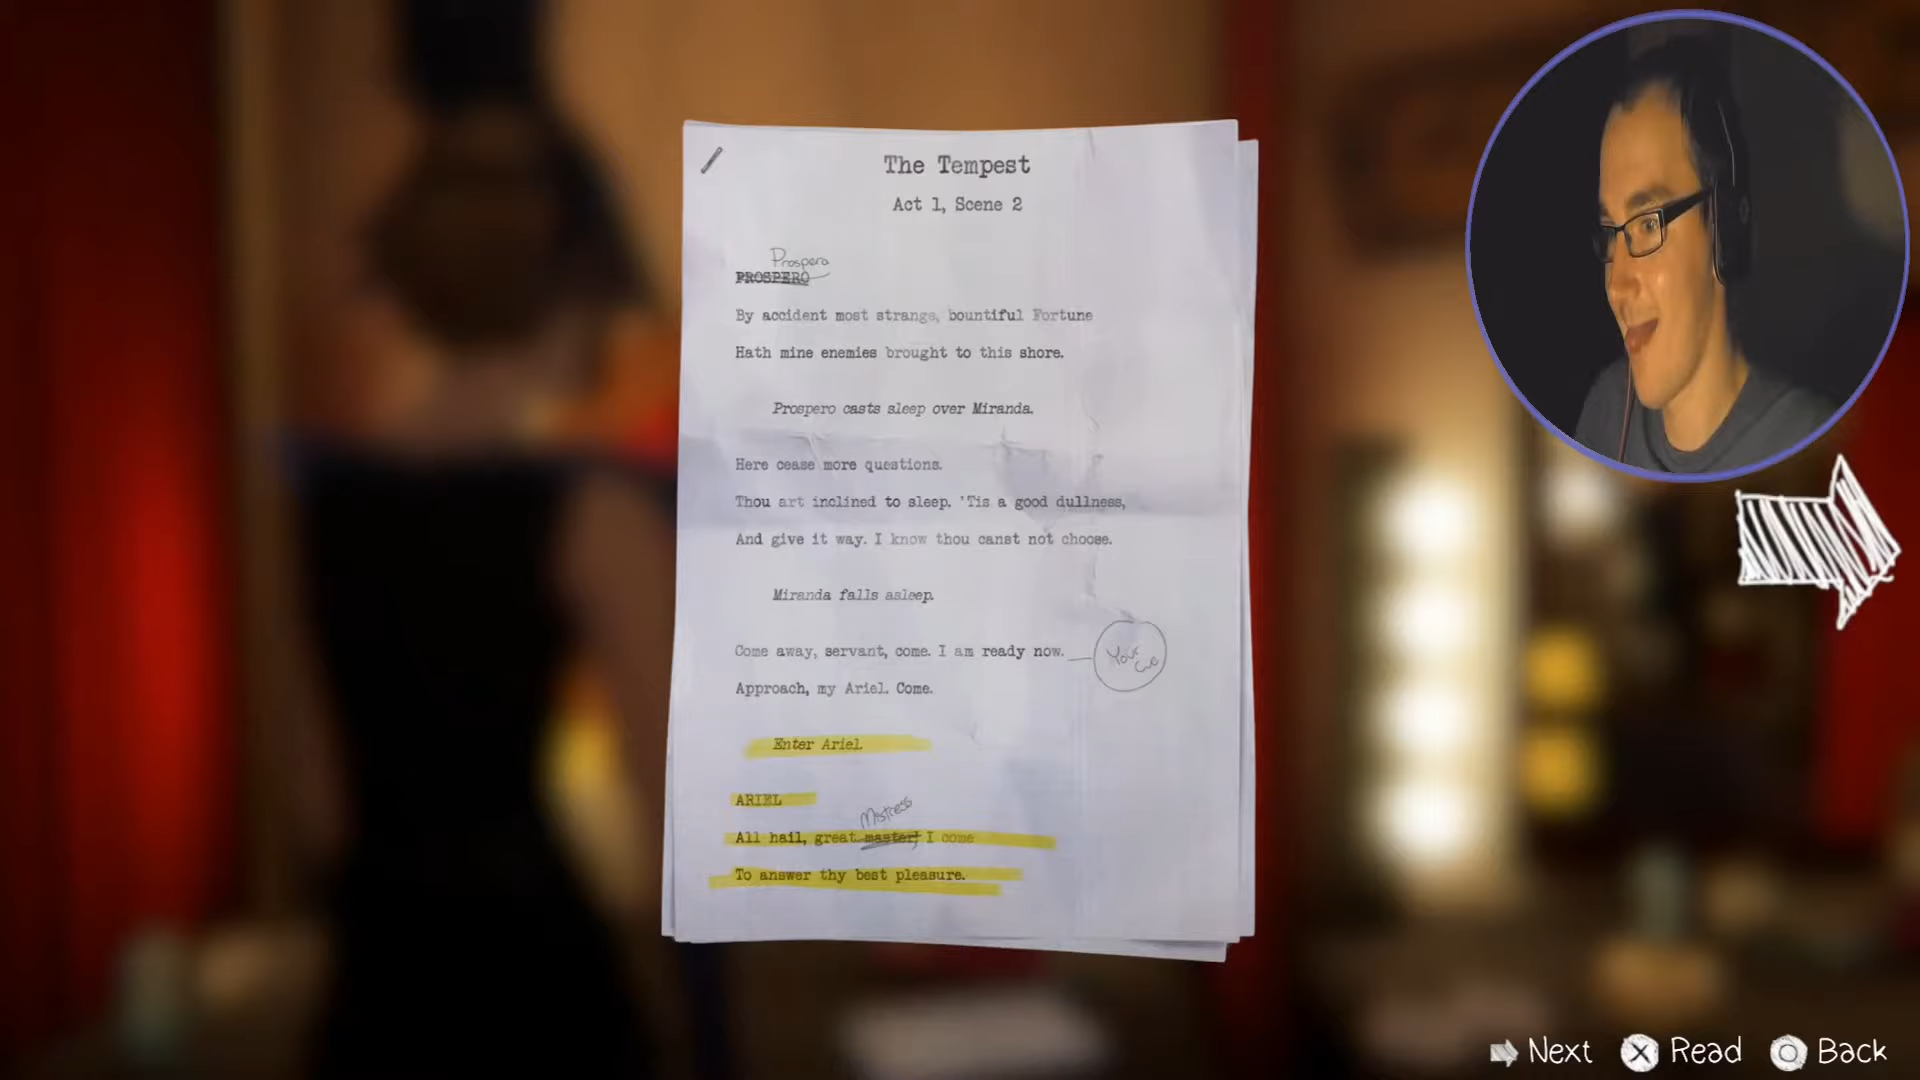 The Tempest
Act 1, Scene 2
Prospera
PROSPERO
By accident most strange, bountiful Fortune
Hath mine enemies brought to this shore.
Prospero casts sleep over Miranda.
Here cease more questions.
Thou art inclined to sleep. 'Tis a good dullness,
And give it way. I know thou canst not choose.
Miranda falls asleep.
Come away, servant, come. I am ready now.
Your cue
Approach, my Ariel. Come.
Enter Ariel.
ARIEL
Mistress
All hail, great master, I come
To answer thy best pleasure.
Next Read Back